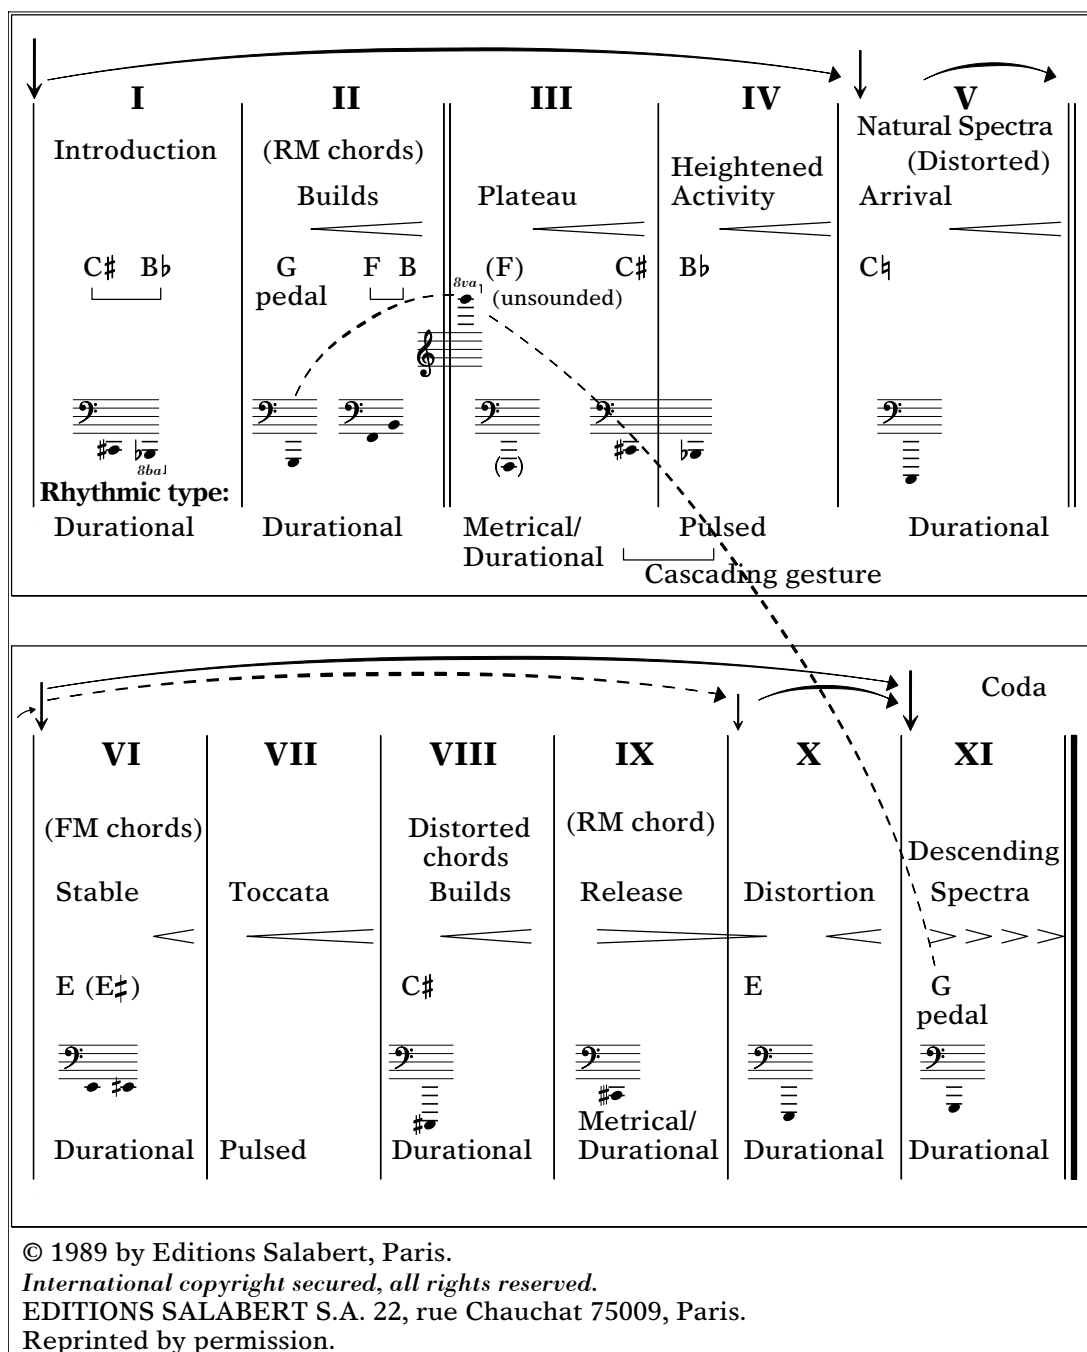 I II III IV V
Introduction (RM chords) Natural Spectra
(Distorted)
Builds Plateau Heightened
Activity Arrival
C♯ B♭ G
pedal F B (F) C♯ B♭ C♮
8va (unsounded)
8ba
Rhythmic type:
Durational Durational Metrical/
Durational Pulsed Durational
Cascading gesture
Coda
VI VII VIII IX X XI
(FM chords) Distorted
chords (RM chord) Descending
Stable Toccata Builds Release Distortion Spectra
E (E‡) C♯ E G
pedal
Durational Pulsed Durational Metrical/
Durational Durational Durational
© 1989 by Editions Salabert, Paris.
International copyright secured, all rights reserved.
EDITIONS SALABERT S.A. 22, rue Chauchat 75009, Paris.
Reprinted by permission.